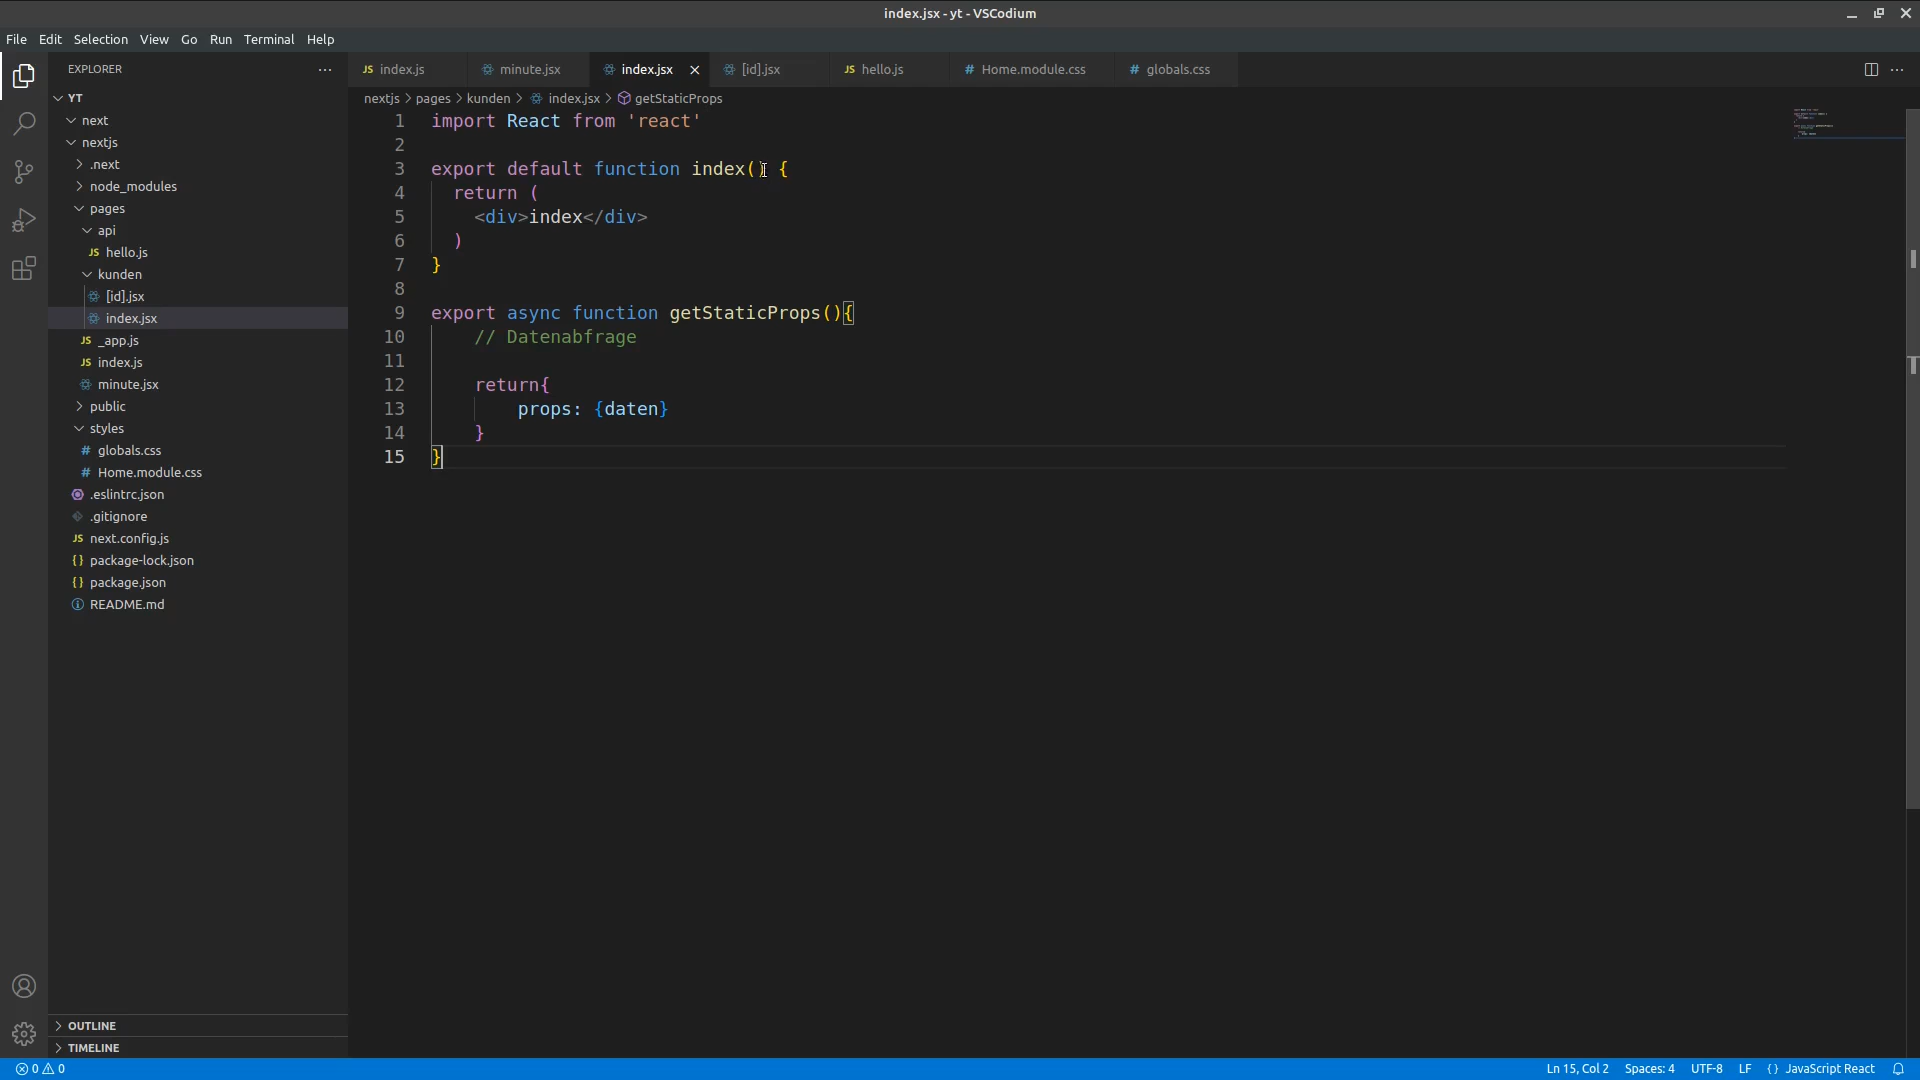 index.jsx - yt - VSCodium
File Edit Selection View Go Run Terminal Help
EXPLORER
YT
next
nextjs
.next
node_modules
pages
api
JS hello.js
kunden
[id].jsx
index.jsx
JS _app.js
JS index.js
minute.jsx
public
styles
# globals.css
# Home.module.css
.eslintrc.json
.gitignore
JS next.config.js
{} package-lock.json
{} package.json
README.md
OUTLINE
TIMELINE
JS index.js minute.jsx index.jsx [id].jsx JS hello.js # Home.module.css # globals.css
nextjs > pages > kunden > index.jsx > getStaticProps
1 import React from 'react'
2
3 export default function index() {
4 return (
5 <div>index</div>
6 )
7 }
8
9 export async function getStaticProps(){
10 // Datenabfrage
11
12 return{
13 props: {daten}
14 }
15 }
0 0 Ln 15, Col 2 Spaces: 4 UTF-8 LF {} JavaScript React